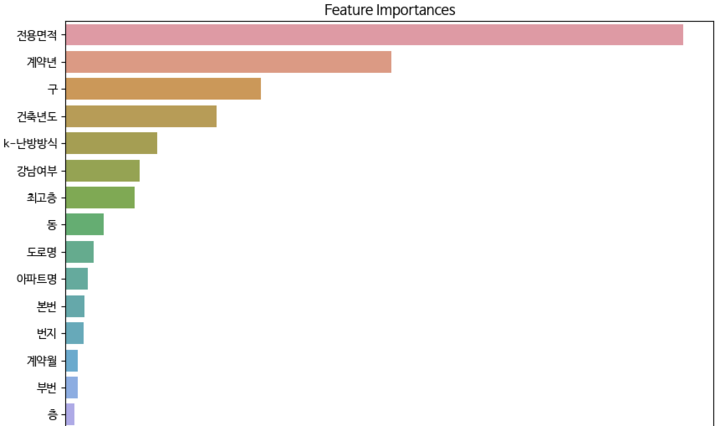 Feature Importances
전용면적
계약년
구
건축년도
k-난방방식
강남여부
최고층
동
도로명
아파트명
본번
번지
계약월
부번
층